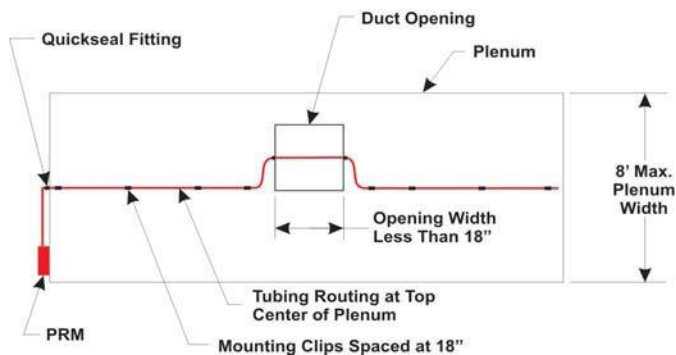 Duct Opening
Quickseal Fitting
Plenum
8' Max.
Plenum
Width
Opening Width
Less Than 18"
Tubing Routing at Top
Center of Plenum
PRM
Mounting Clips Spaced at 18"